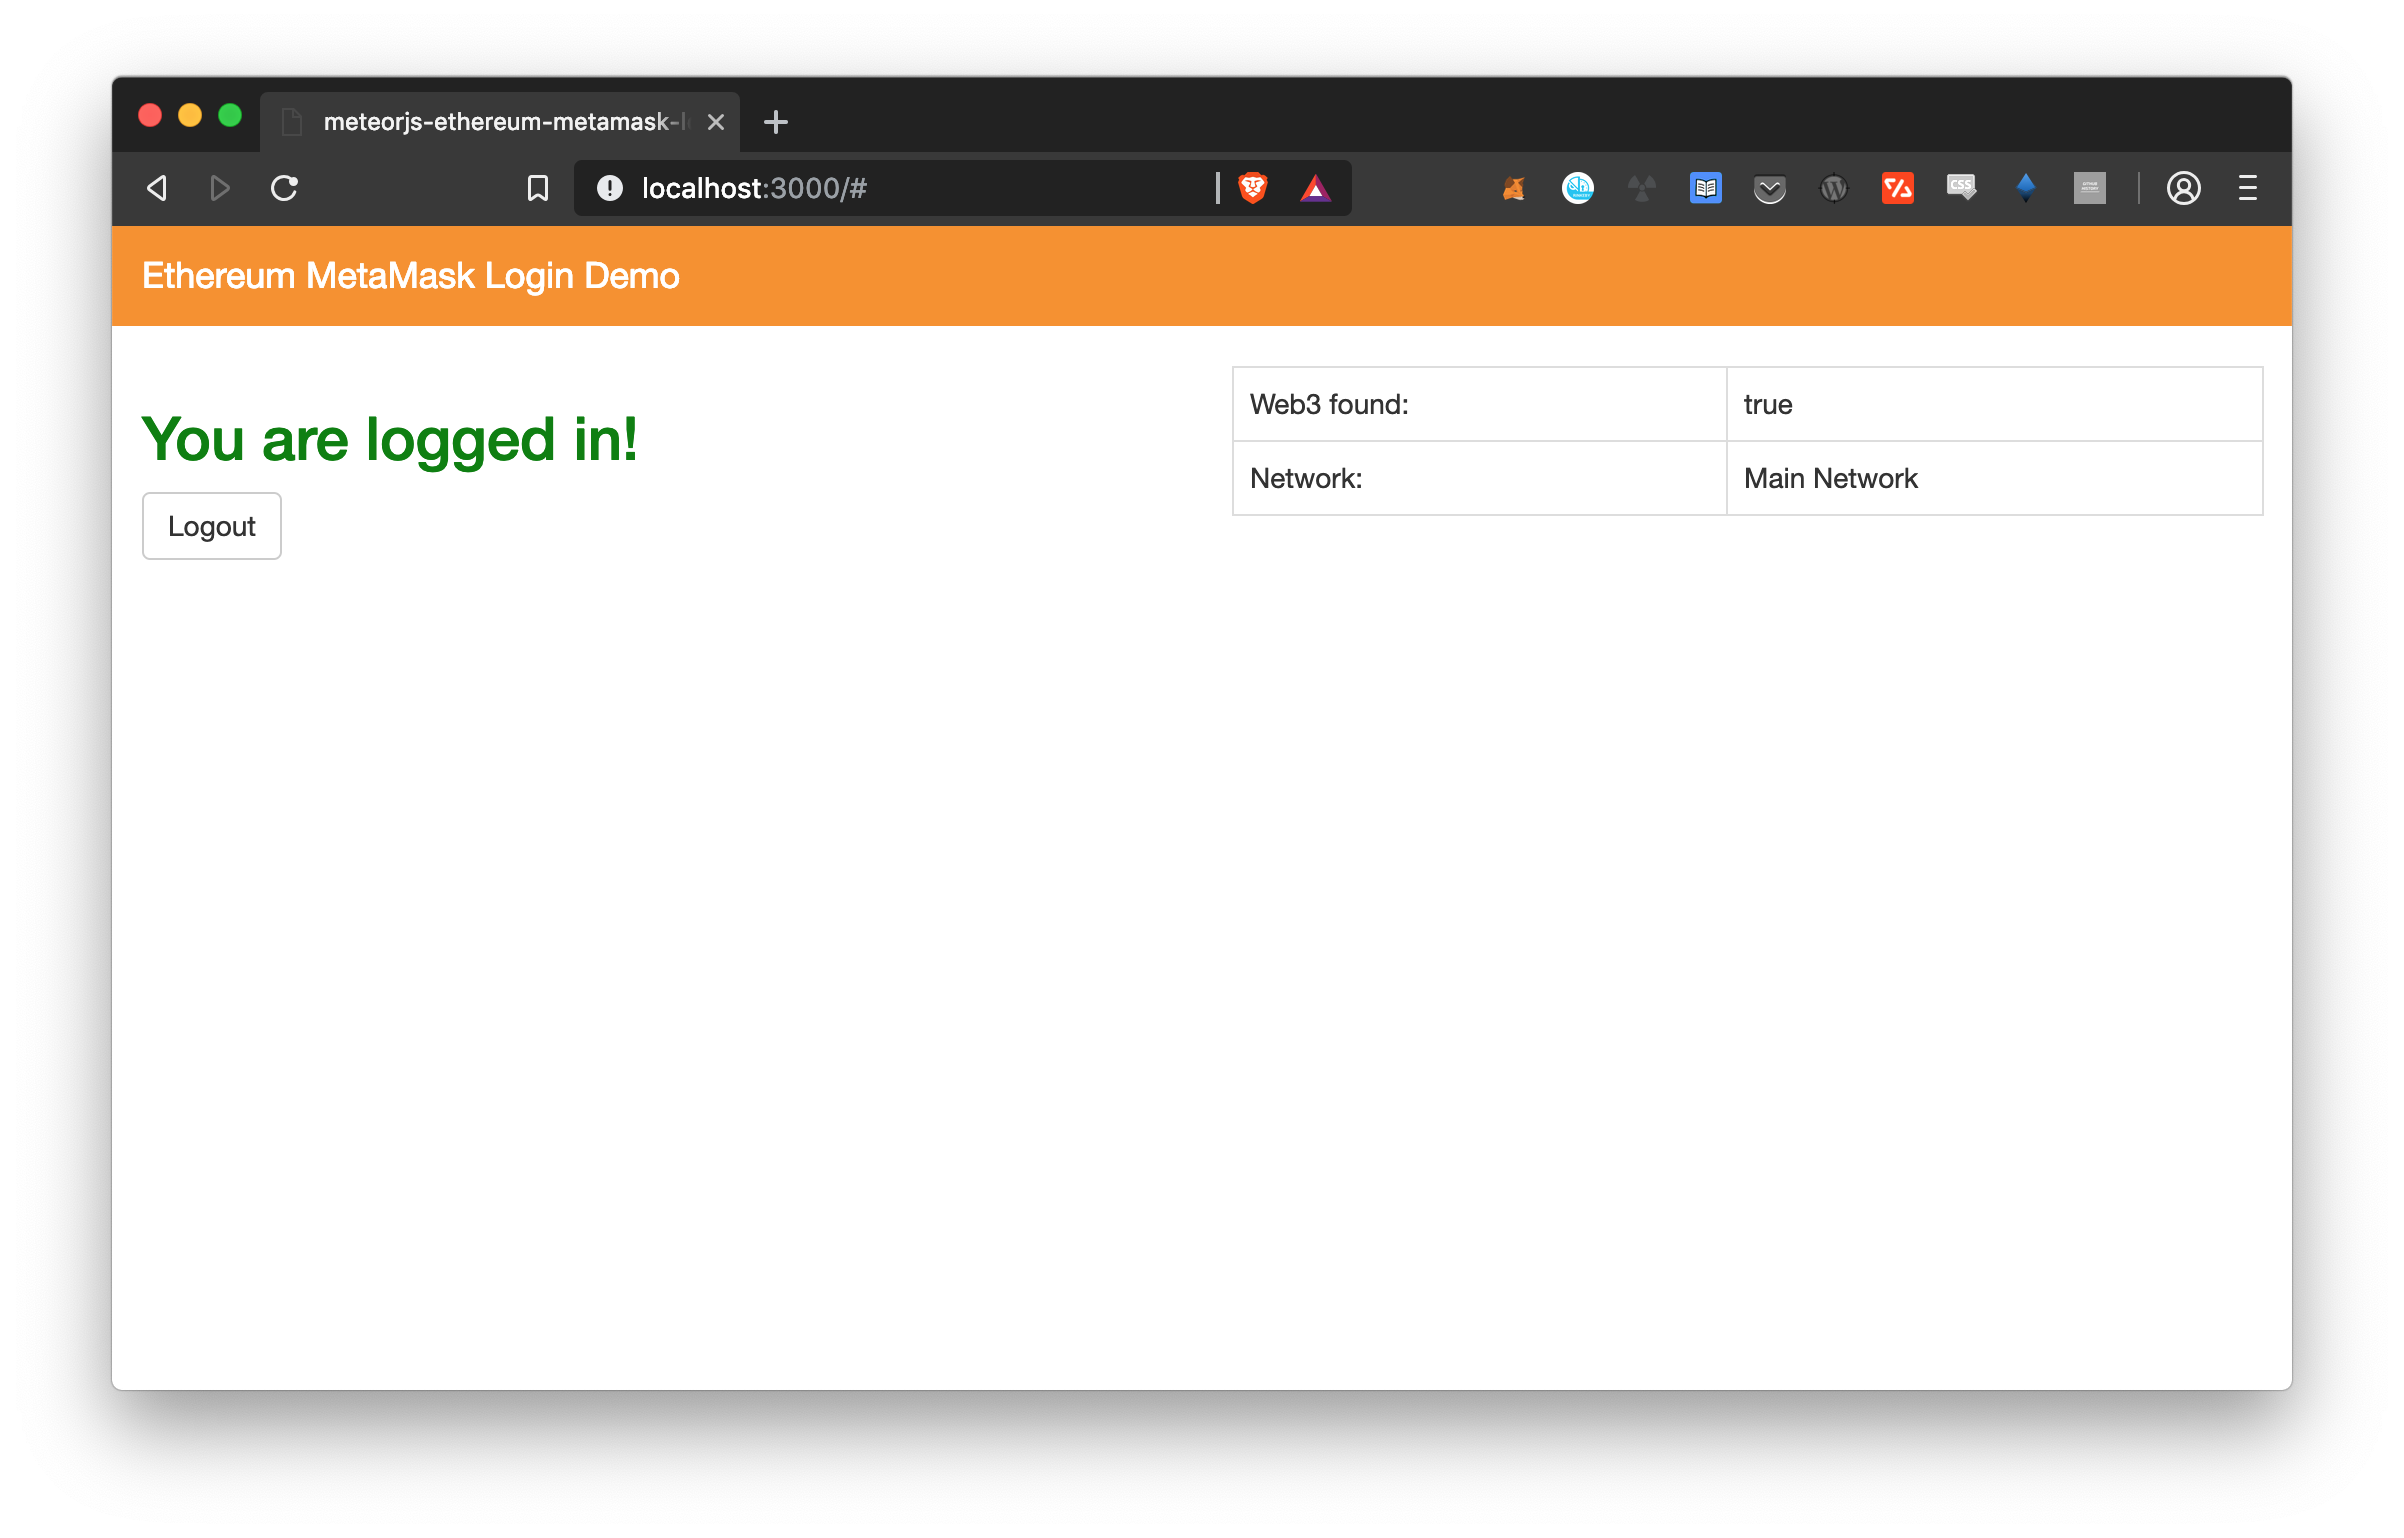 meteorjs-ethereum-metamask-l
localhost:3000/#
CSS
Ethereum MetaMask Login Demo
You are logged in!
Logout
Web3 found: true
Network: Main Network